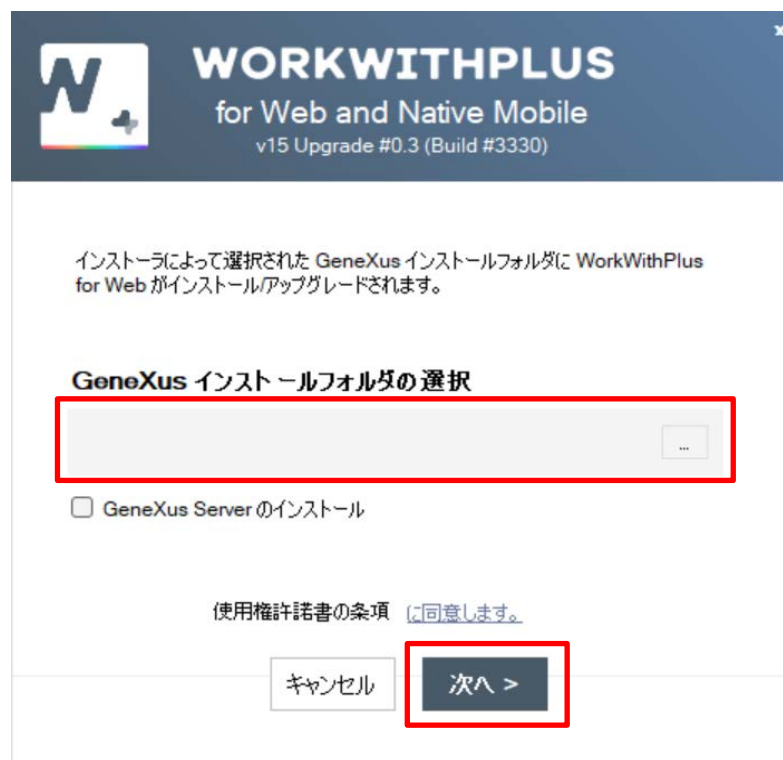 x
WORKWITHPLUS
for Web and Native Mobile
v15 Upgrade #0.3 (Build #3330)
インストーラによって選択された GeneXus インストールフォルダに WorkWithPlus
for Web がインストール/アップグレードされます。
GeneXus インストールフォルダの選択
...
GeneXus Server のインストール
使用権許諾書の条項 に同意します。
キャンセル 次へ >